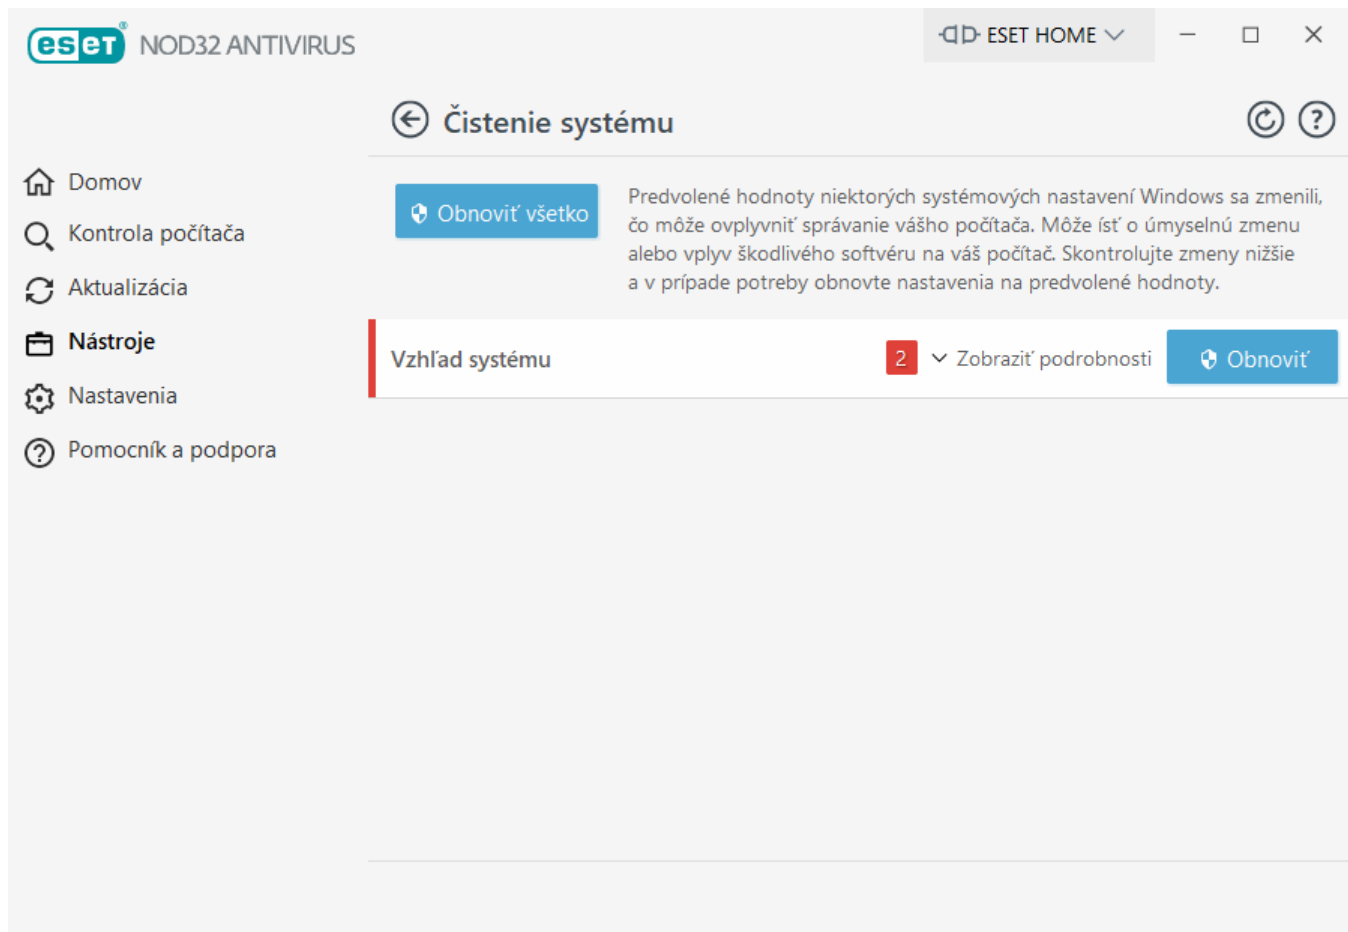 eset® NOD32 ANTIVIRUS
ESET HOME
Čistenie systému
Domov
Kontrola počítača
Aktualizácia
Nástroje
Nastavenia
Pomocník a podpora
Obnoviť všetko
Predvolené hodnoty niektorých systémových nastavení Windows sa zmenili,
čo môže ovplyvniť správanie vášho počítača. Môže ísť o úmyselnú zmenu
alebo vplyv škodlivého softvéru na váš počítač. Skontrolujte zmeny nižšie
a v prípade potreby obnovte nastavenia na predvolené hodnoty.
Vzhľad systému
2
Zobraziť podrobnosti
Obnoviť